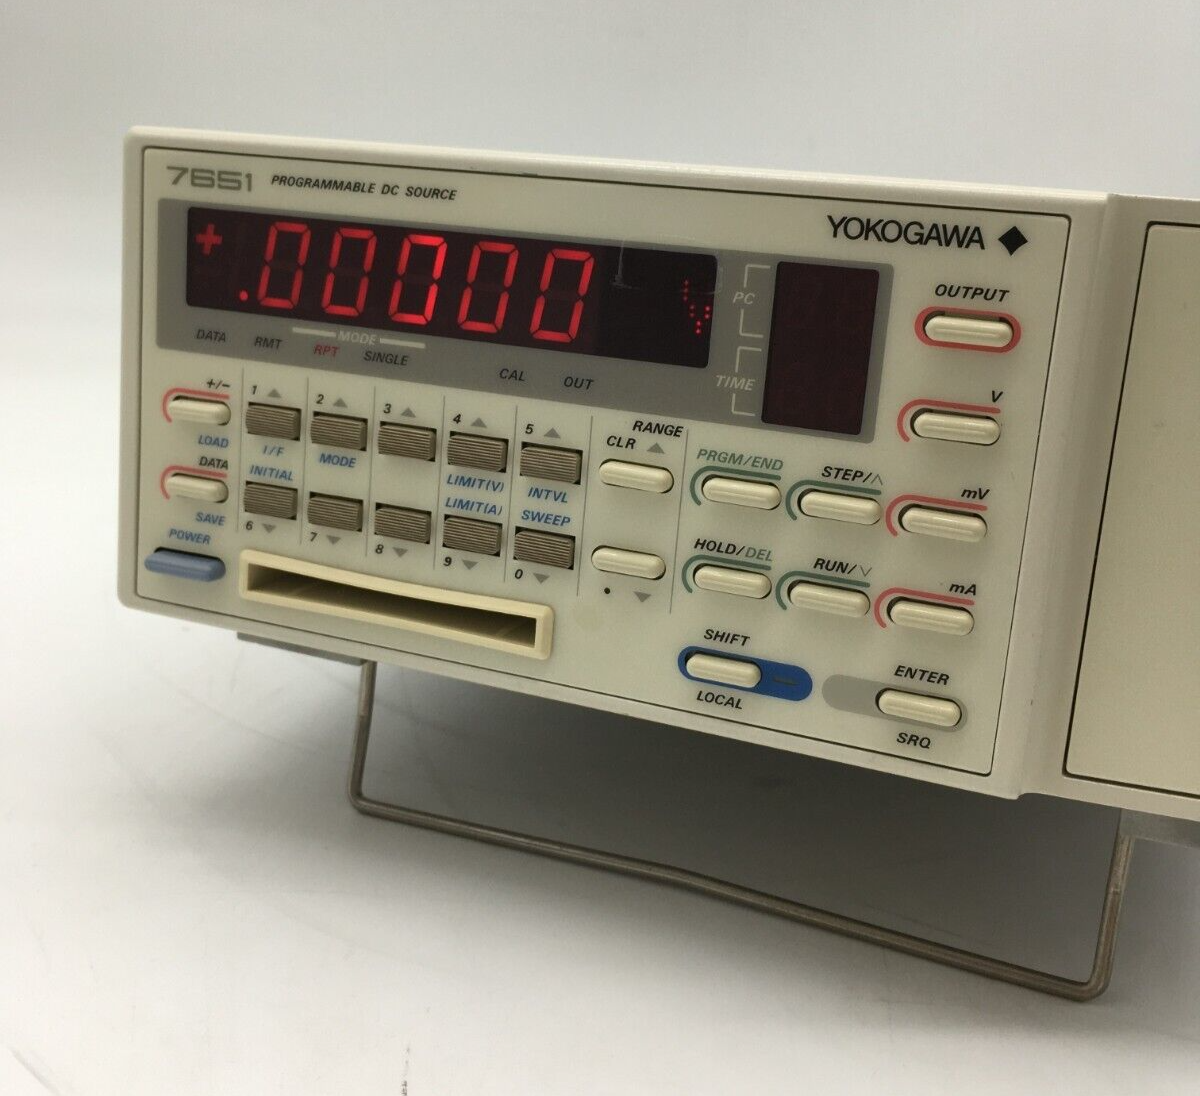 7651 PROGRAMMABLE DC SOURCE
YOKOGAWA
+ .00000 V
PC
TIME
OUTPUT
MODE
DATA RMT RPT SINGLE CAL OUT
V
+/- 1 2 3 4 5 RANGE
CLR
LOAD I/F MODE LIMIT(V) INTVL
PRGM/END STEP/∧ mV
DATA INITIAL LIMIT(A) SWEEP
SAVE 6 7 8 9 0 .
POWER
HOLD/DEL RUN/∨ mA
SHIFT
LOCAL
ENTER
SRQ